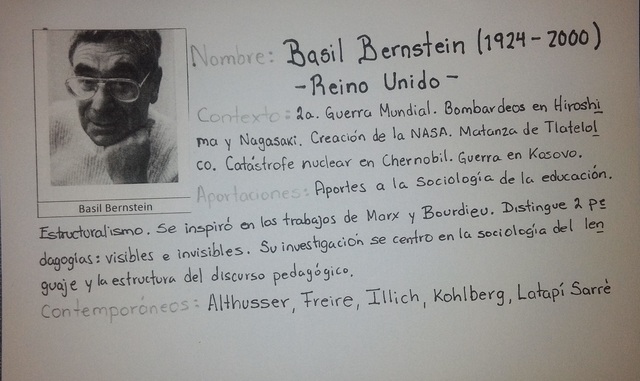 Nombre: Basil Bernstein (1924-2000)
-Reino Unido-
Contexto: 2a. Guerra Mundial. Bombardeos en Hiroshi
ma y Nagasaki. Creación de la NASA. Matanza de Tlatelol
co. Catástrofe nuclear en Chernobil. Guerra en Kosovo.
Aportaciones: Aportes a la Sociología de la educación.
Basil Bernstein
Estructuralismo. Se inspiró en los trabajos de Marx y Bourdieu. Distingue 2 pe
dagogías: visibles e invisibles. Su investigación se centro en la sociología del len
guaje y la estructura del discurso pedagógico.
Contemporáneos: Althusser, Freire, Illich, Kohlberg, Latapí Sarrè